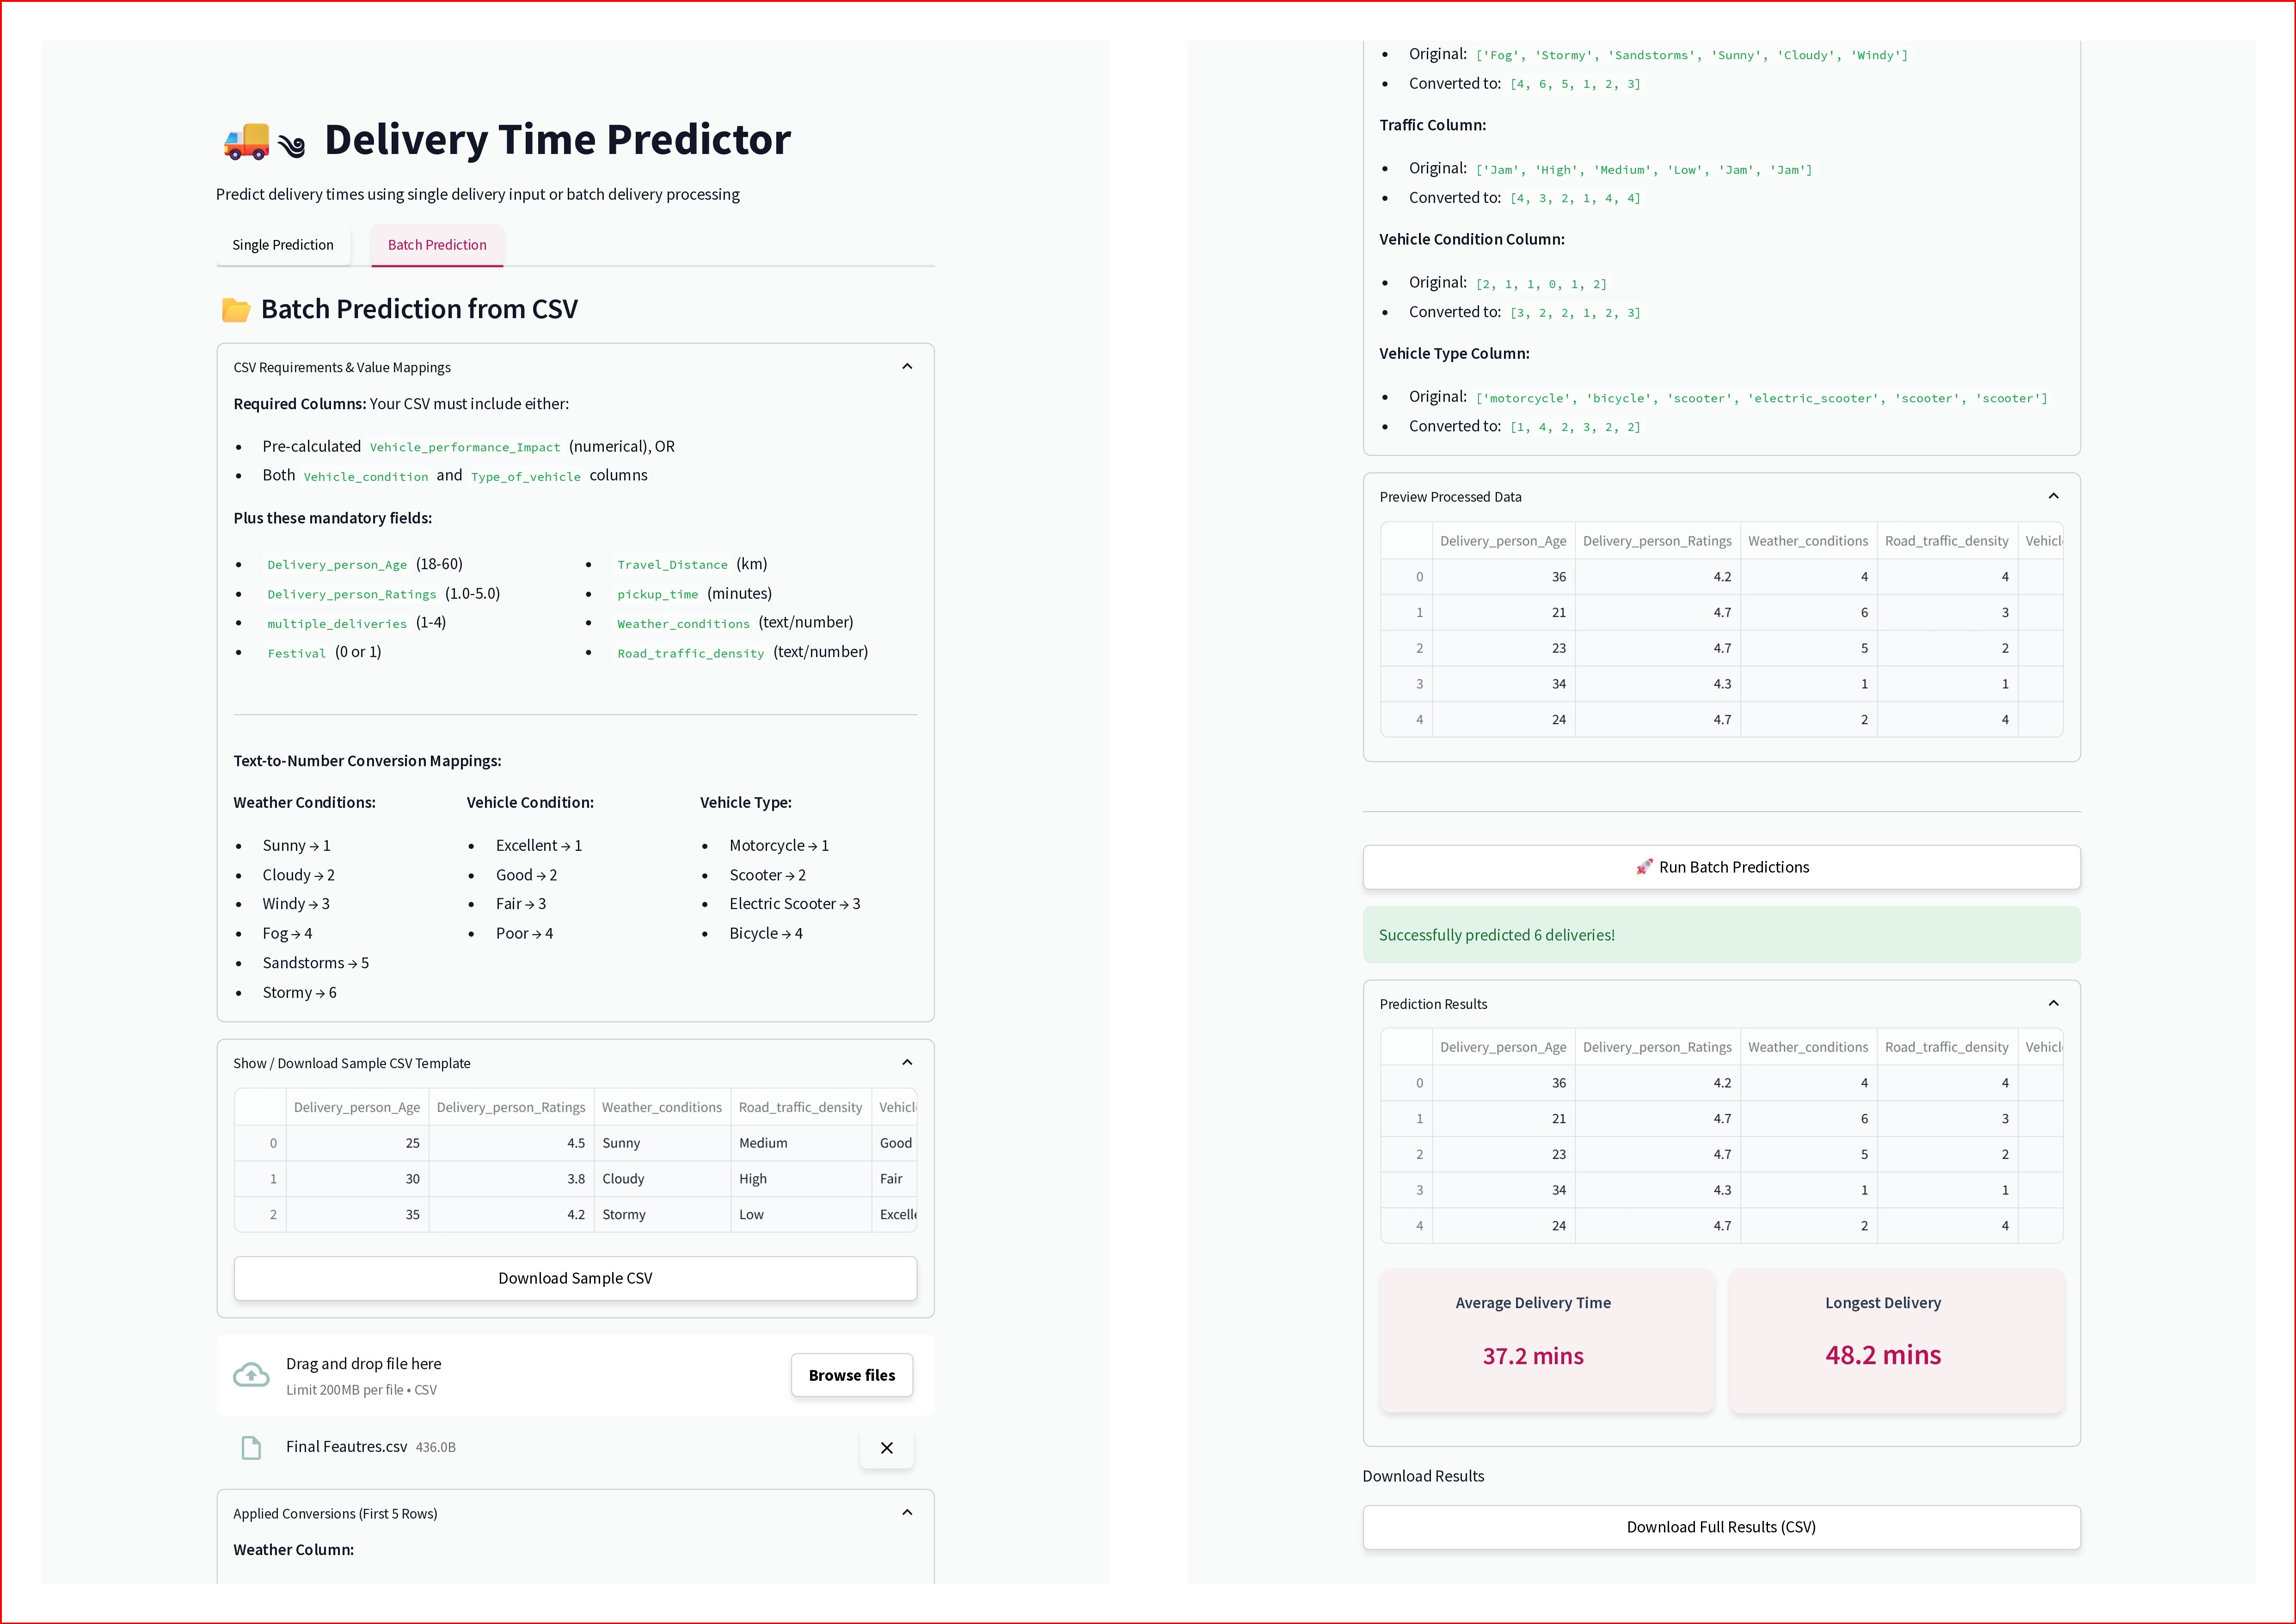 Delivery Time Predictor
Predict delivery times using single delivery input or batch delivery processing
Single Prediction Batch Prediction
Batch Prediction from CSV
CSV Requirements & Value Mappings
Required Columns: Your CSV must include either:
• Pre-calculated Vehicle_performance_Impact (numerical), OR
• Both Vehicle_condition and Type_of_vehicle columns
Plus these mandatory fields:
• Delivery_person_Age (18-60)
• Delivery_person_Ratings (1.0-5.0)
• multiple_deliveries (1-4)
• Festival (0 or 1)
• Travel_Distance (km)
• pickup_time (minutes)
• Weather_conditions (text/number)
• Road_traffic_density (text/number)
Text-to-Number Conversion Mappings:
Weather Conditions:
• Sunny → 1
• Cloudy → 2
• Windy → 3
• Fog → 4
• Sandstorms → 5
• Stormy → 6
Vehicle Condition:
• Excellent → 1
• Good → 2
• Fair → 3
• Poor → 4
Vehicle Type:
• Motorcycle → 1
• Scooter → 2
• Electric Scooter → 3
• Bicycle → 4
Show / Download Sample CSV Template
Delivery_person_Age Delivery_person_Ratings Weather_conditions Road_traffic_density Vehicl
0 25 4.5 Sunny Medium Good
1 30 3.8 Cloudy High Fair
2 35 4.2 Stormy Low Excelle
Download Sample CSV
Drag and drop file here
Limit 200MB per file • CSV
Browse files
Final Feautres.csv 436.0B
Applied Conversions (First 5 Rows)
Weather Column:
• Original: ['Fog', 'Stormy', 'Sandstorms', 'Sunny', 'Cloudy', 'Windy']
• Converted to: [4, 6, 5, 1, 2, 3]
Traffic Column:
• Original: ['Jam', 'High', 'Medium', 'Low', 'Jam', 'Jam']
• Converted to: [4, 3, 2, 1, 4, 4]
Vehicle Condition Column:
• Original: [2, 1, 1, 0, 1, 2]
• Converted to: [3, 2, 2, 1, 2, 3]
Vehicle Type Column:
• Original: ['motorcycle', 'bicycle', 'scooter', 'electric_scooter', 'scooter', 'scooter']
• Converted to: [1, 4, 2, 3, 2, 2]
Preview Processed Data
Delivery_person_Age Delivery_person_Ratings Weather_conditions Road_traffic_density Vehicl
0 36 4.2 4 4
1 21 4.7 6 3
2 23 4.7 5 2
3 34 4.3 1 1
4 24 4.7 2 4
Run Batch Predictions
Successfully predicted 6 deliveries!
Prediction Results
Delivery_person_Age Delivery_person_Ratings Weather_conditions Road_traffic_density Vehicl
0 36 4.2 4 4
1 21 4.7 6 3
2 23 4.7 5 2
3 34 4.3 1 1
4 24 4.7 2 4
Average Delivery Time
37.2 mins
Longest Delivery
48.2 mins
Download Results
Download Full Results (CSV)